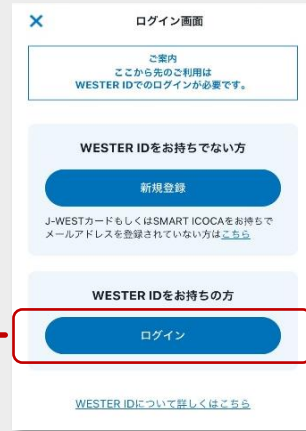 ログイン画面
ご案内
ここから先のご利用は
WESTER IDでのログインが必要です。
WESTER IDをお持ちでない方
新規登録
J-WESTカードもしくはSMART ICOCAをお持ちで
メールアドレスを登録されていない方はこちら
WESTER IDをお持ちの方
ログイン
WESTER IDについて詳しくはこちら